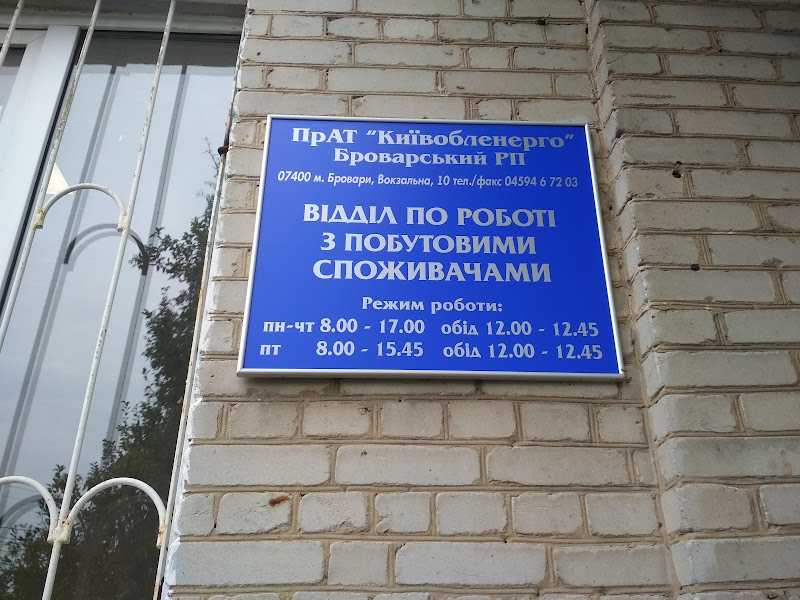 ПрАТ "Київобленерго"
Броварський РП
07400 м. Бровари, Вокзальна, 10 тел./факс 04594 6 72 03
ВІДДІЛ ПО РОБОТІ
З ПОБУТОВИМИ
СПОЖИВАЧАМИ
Режим роботи:
пн-чт 8.00 - 17.00 обід 12.00 - 12.45
пт 8.00 - 15.45 обід 12.00 - 12.45